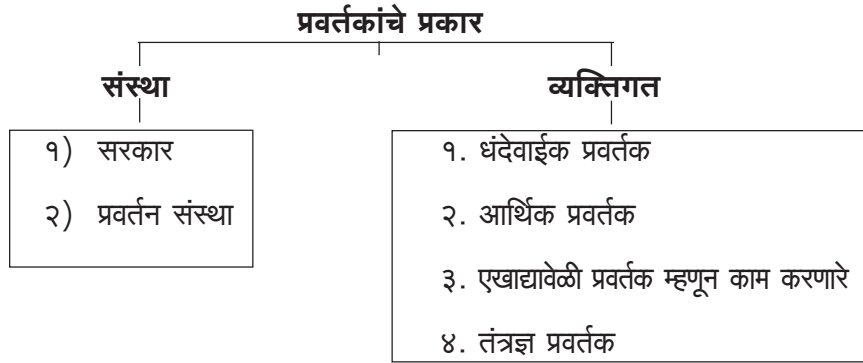 प्रवर्तकांचे प्रकार
संस्था
१) सरकार
२) प्रवर्तन संस्था
व्यक्तिगत
१. धंदेवाईक प्रवर्तक
२. आर्थिक प्रवर्तक
३. एखाद्यावेळी प्रवर्तक म्हणून काम करणारे
४. तंत्रज्ञ प्रवर्तक